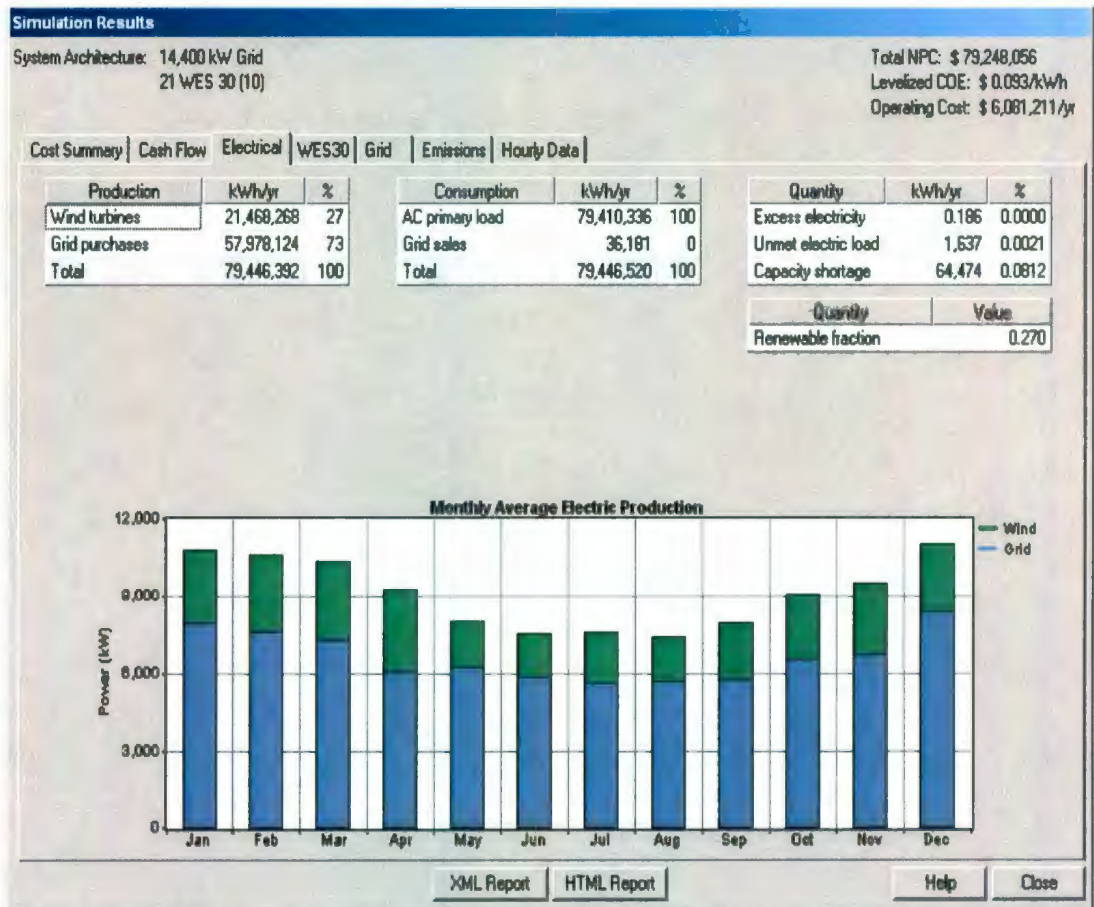 Simulation Results
System Architecture: 14,400 kW Grid
21 WES 30 (10)
Total NPC: $ 79,248,056
Levelized COE: $ 0.093/kWh
Operating Cost: $ 6,081,211/yr
Cost Summary Cash Flow Electrical WES30 Grid Emissions Hourly Data
Production kWh/yr %
Wind turbines 21,468,268 27
Grid purchases 57,978,124 73
Total 79,446,392 100
Consumption kWh/yr %
AC primary load 79,410,336 100
Grid sales 36,181 0
Total 79,446,520 100
Quantity kWh/yr %
Excess electricity 0.186 0.0000
Unmet electric load 1,637 0.0021
Capacity shortage 64,474 0.0812
Quantity Value
Renewable fraction 0.270
Monthly Average Electric Production
Wind
Grid
Power (kW)
12,000
9,000
6,000
3,000
0
Jan Feb Mar Apr May Jun Jul Aug Sep Oct Nov Dec
XML Report HTML Report Help Close